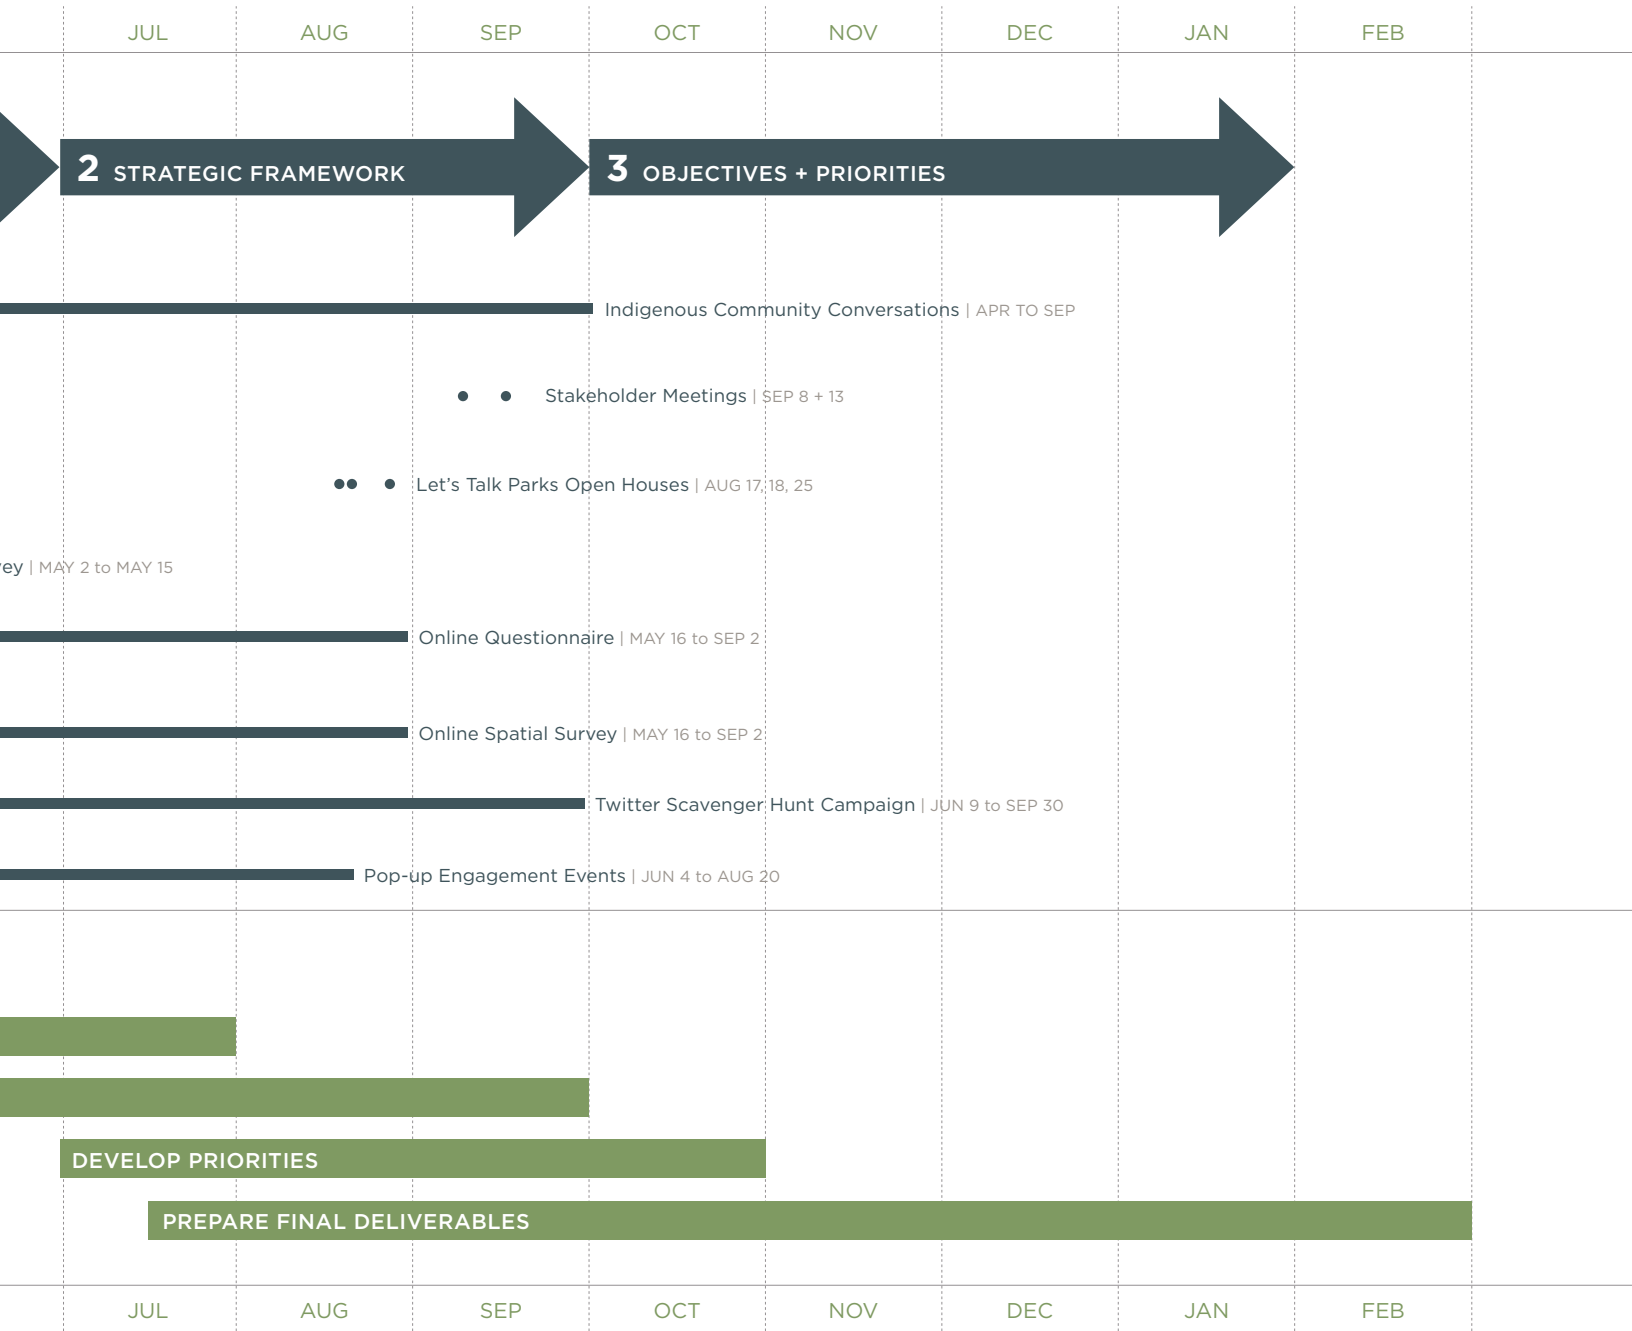 JUL AUG SEP OCT NOV DEC JAN FEB
2 STRATEGIC FRAMEWORK
3 OBJECTIVES + PRIORITIES
Indigenous Community Conversations | APR TO SEP
Stakeholder Meetings | SEP 8 + 13
Let’s Talk Parks Open Houses | AUG 17, 18, 25
ey | MAY 2 to MAY 15
Online Questionnaire | MAY 16 to SEP 2
Online Spatial Survey | MAY 16 to SEP 2
Twitter Scavenger Hunt Campaign | JUN 9 to SEP 30
Pop-up Engagement Events | JUN 4 to AUG 20
DEVELOP PRIORITIES
PREPARE FINAL DELIVERABLES
JUL AUG SEP OCT NOV DEC JAN FEB